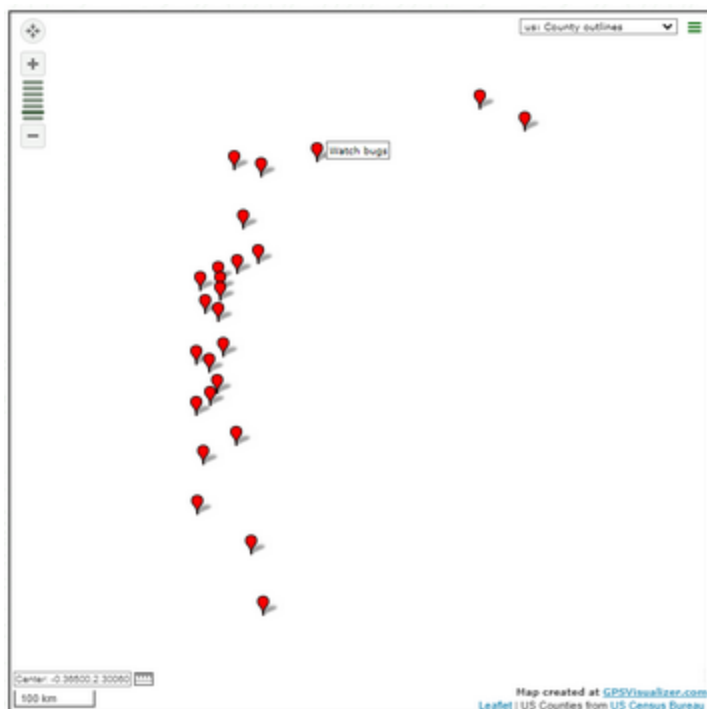 us: County outlines
Watch bugs
Center: -0.36500,2.30060
100 km
Map created at GPSVisualizer.com
Leaflet | US Counties from US Census Bureau